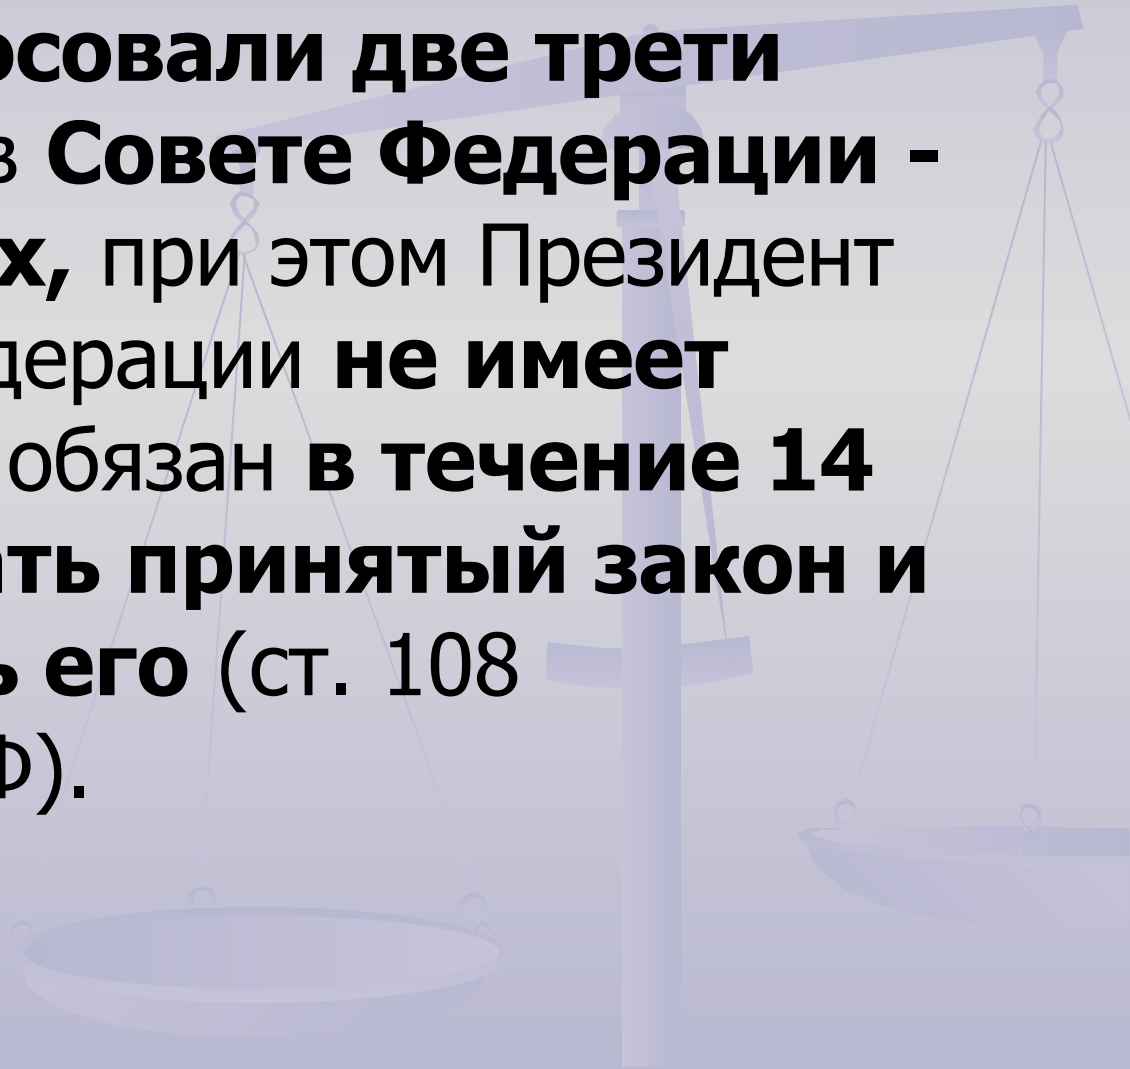 осовали две трети
в Совете Федерации -
х, при этом Президент
дерации не имеет
обязан в течение 14
ать принятый закон и
ь его (ст. 108
Ф).